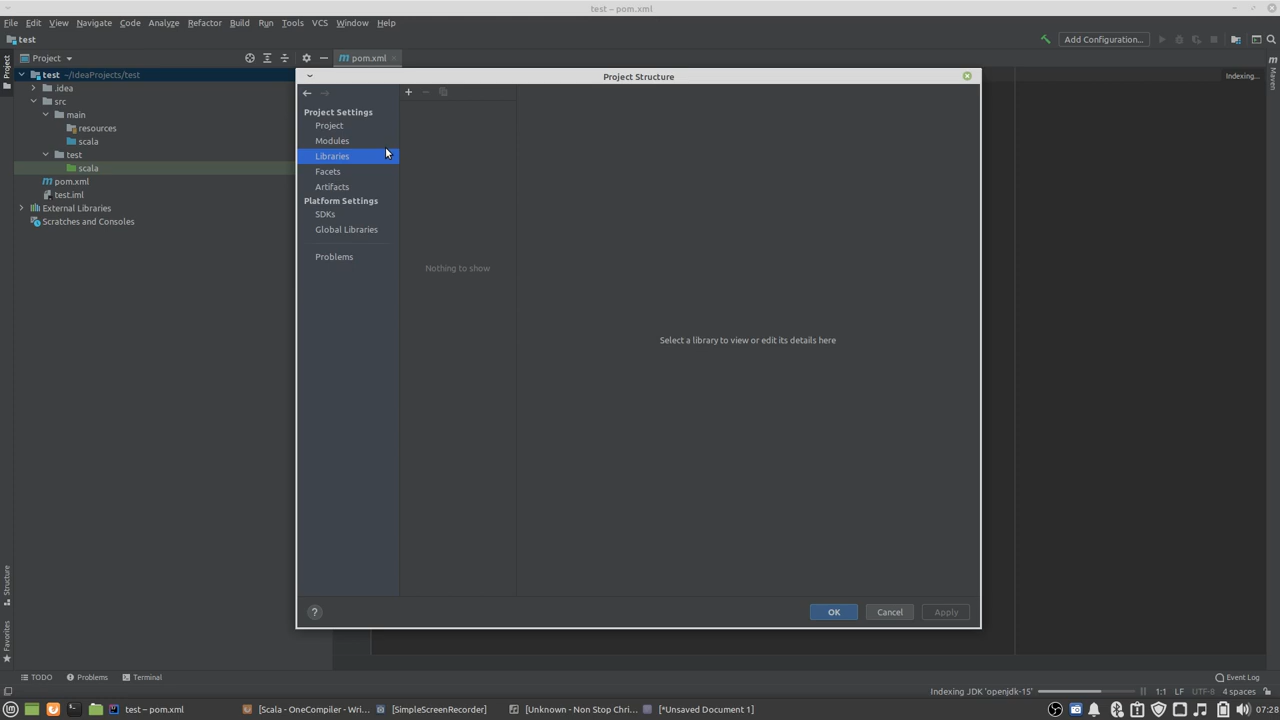 test – pom.xml
File Edit View Navigate Code Analyze Refactor Build Run Tools VCS Window Help
test
Add Configuration...
Project
pom.xml
test ~/IdeaProjects/test
.idea
src
main
resources
scala
test
scala
pom.xml
test.iml
External Libraries
Scratches and Consoles
Project
Structure
Favorites
Maven
Indexing...
Project Structure
Project Settings
Project
Modules
Libraries
Facets
Artifacts
Platform Settings
SDKs
Global Libraries
Problems
Nothing to show
Select a library to view or edit its details here
?
OK Cancel Apply
TODO Problems Terminal
Event Log
Indexing JDK 'openjdk-15' 1:1 LF UTF-8 4 spaces
test – pom.xml
[Scala - OneCompiler - Wri...
[SimpleScreenRecorder]
[Unknown - Non Stop Chri...
[*Unsaved Document 1]
07:28